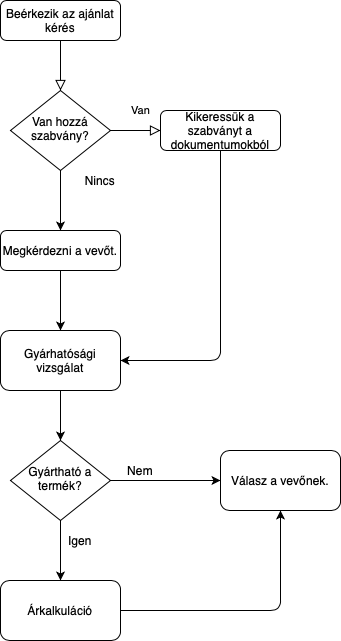 Beérkezik az ajánlat
kérés
Van hozzá
szabvány?
Van
Kikeressük a
szabványt a
dokumentumokból
Nincs
Megkérdezni a vevőt.
Gyárhatósági
vizsgálat
Gyártható a
termék?
Nem
Válasz a vevőnek.
Igen
Árkalkuláció